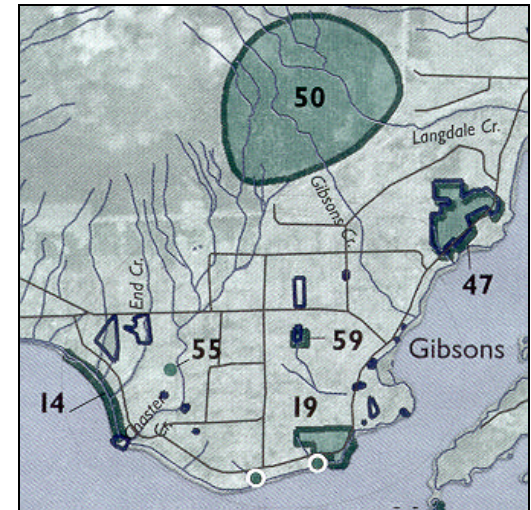 50
Langdale Cr.
Gibsons Cr.
47
End Cr.
55
59
Gibsons
14
Chaster Cr.
19